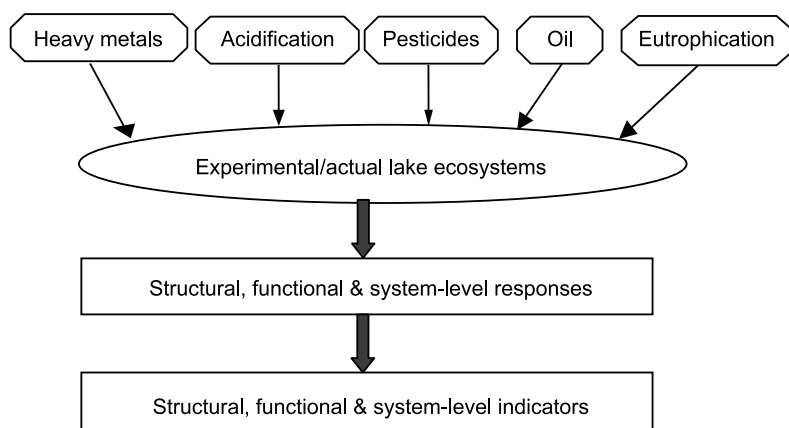 Heavy metals
Acidification
Pesticides
Oil
Eutrophication
Experimental/actual lake ecosystems
Structural, functional & system-level responses
Structural, functional & system-level indicators